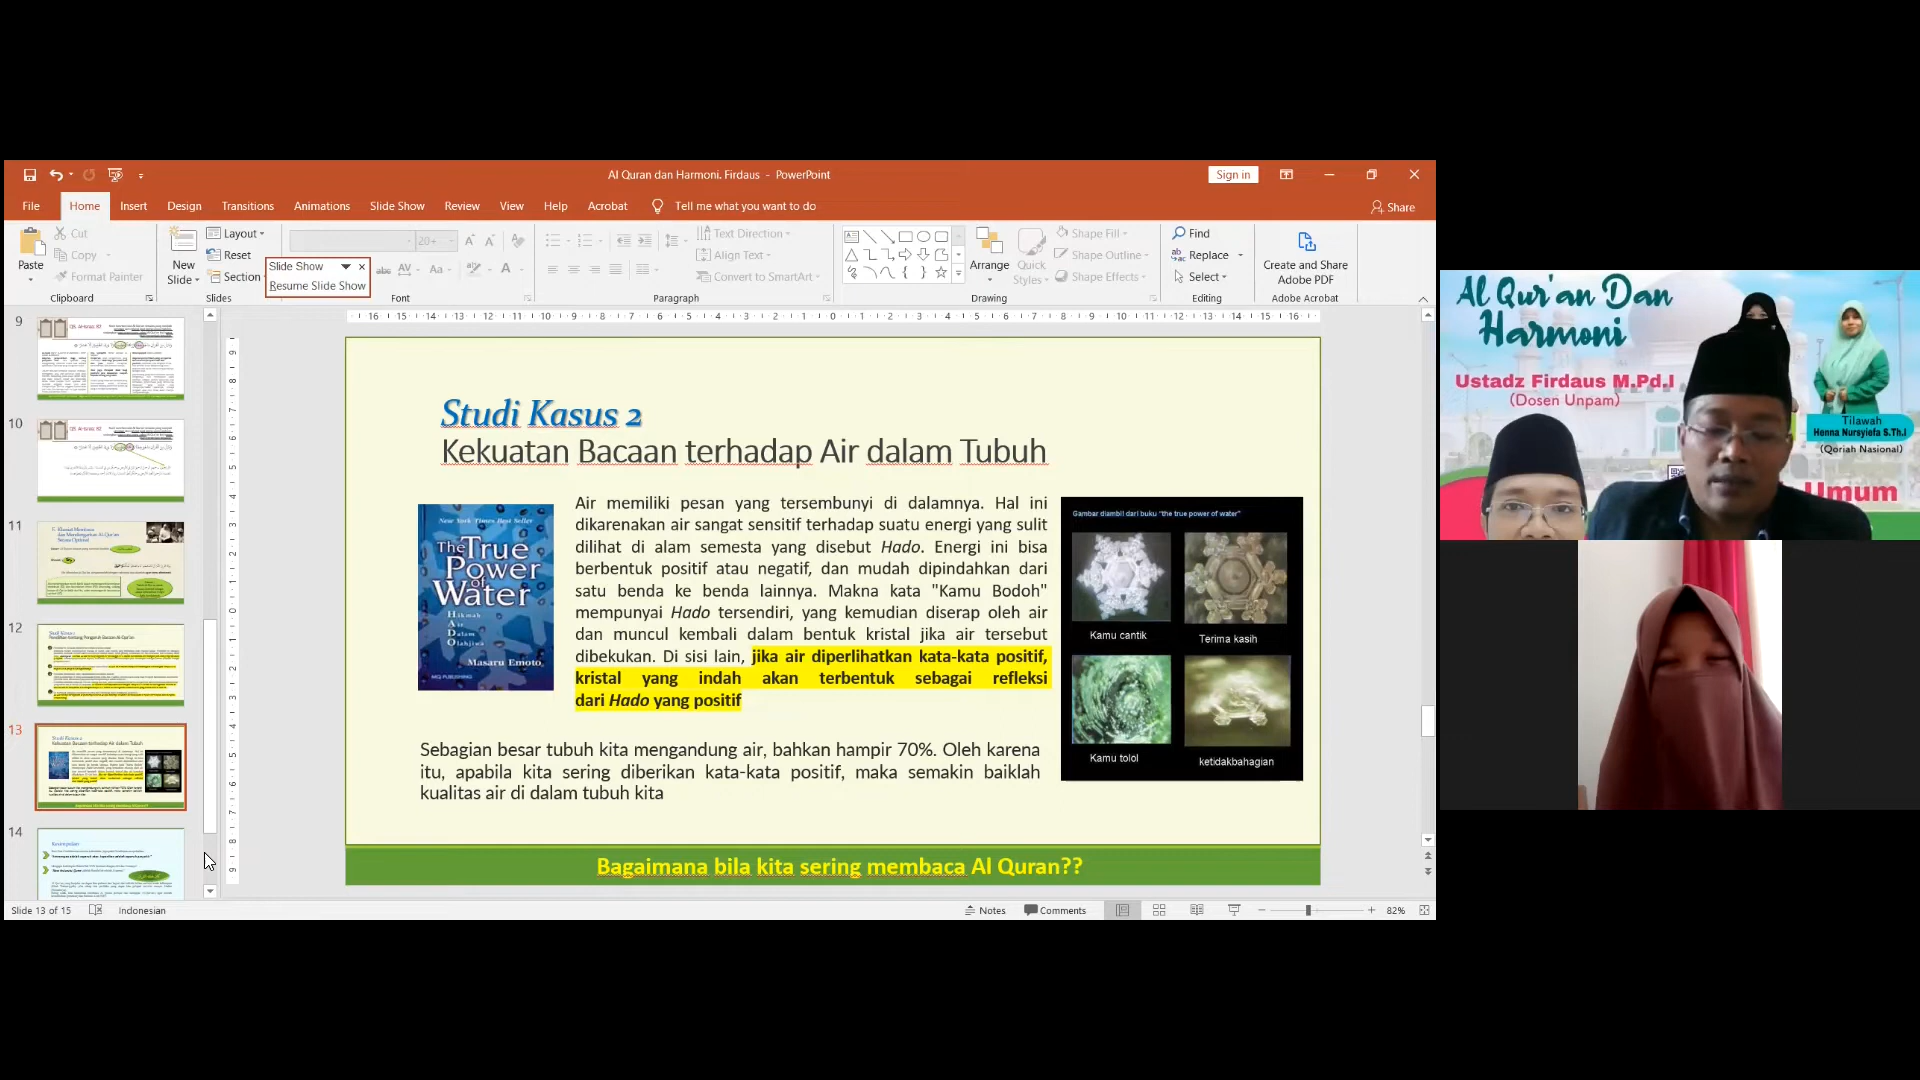 Al Quran dan Harmoni. Firdaus - PowerPoint
Sign in
File Home Insert Design Transitions Animations Slide Show Review View Help Acrobat Tell me what you want to do
Share
Paste
Cut
Copy
Format Painter
Clipboard
New Slide
Layout
Reset
Section
Slides
Slide Show
Resume Slide Show
20+
Font
Text Direction
Align Text
Convert to SmartArt
Paragraph
Arrange
Quick Styles
Shape Fill
Shape Outline
Shape Effects
Drawing
Find
Replace
Select
Editing
Create and Share Adobe PDF
Adobe Acrobat
9
10
11
12
13
14
Studi Kasus 2
Kekuatan Bacaan terhadap Air dalam Tubuh
New York Times Best Seller
The True Power of Water
Hikmah
Air
Dalam
Olahjiwa
Masaru Emoto
MQ PUBLISHING
Air memiliki pesan yang tersembunyi di dalamnya. Hal ini
dikarenakan air sangat sensitif terhadap suatu energi yang sulit
dilihat di alam semesta yang disebut Hado. Energi ini bisa
berbentuk positif atau negatif, dan mudah dipindahkan dari
satu benda ke benda lainnya. Makna kata "Kamu Bodoh"
mempunyai Hado tersendiri, yang kemudian diserap oleh air
dan muncul kembali dalam bentuk kristal jika air tersebut
dibekukan. Di sisi lain, jika air diperlihatkan kata-kata positif,
kristal yang indah akan terbentuk sebagai refleksi
dari Hado yang positif
Gambar diambil dari buku "the true power of water"
Kamu cantik
Terima kasih
Kamu tolol
ketidakbahagian
Sebagian besar tubuh kita mengandung air, bahkan hampir 70%. Oleh karena
itu, apabila kita sering diberikan kata-kata positif, maka semakin baiklah
kualitas air di dalam tubuh kita
Bagaimana bila kita sering membaca Al Quran??
Slide 13 of 15
Indonesian
Notes
Comments
82%
Al Qur'an Dan
Harmoni
Ustadz Firdaus M.Pd.I
(Dosen Unpam)
Tilawah
Henna Nursyiefa S.Th.I
(Qoriah Nasional)
Umum